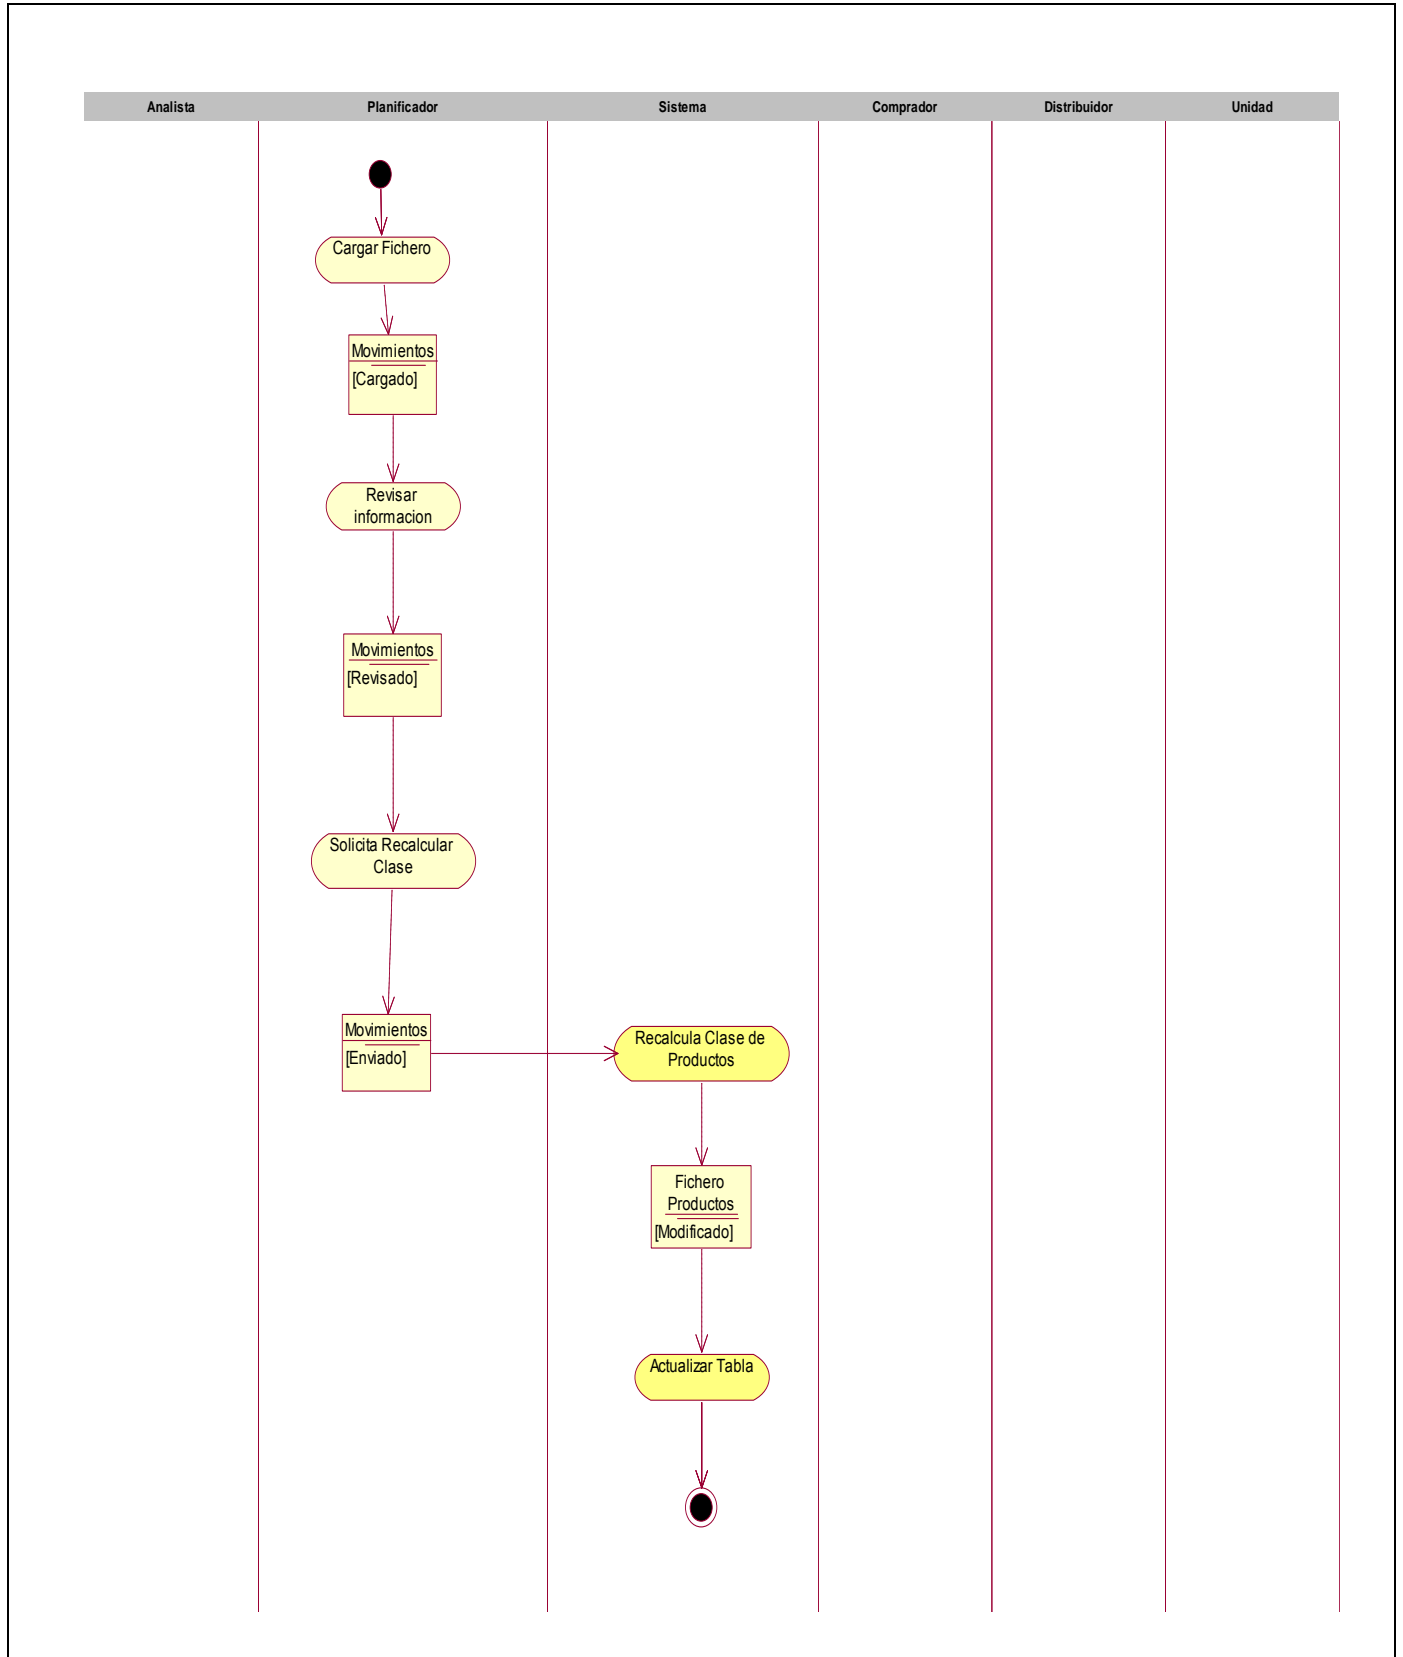 Analista
Planificador
Sistema
Comprador
Distribuidor
Unidad
Cargar Fichero
Movimientos
[Cargado]
Revisar
informacion
Movimientos
[Revisado]
Solicita Recalcular
Clase
Movimientos
[Enviado]
Recalcula Clase de
Productos
Fichero
Productos
[Modificado]
Actualizar Tabla